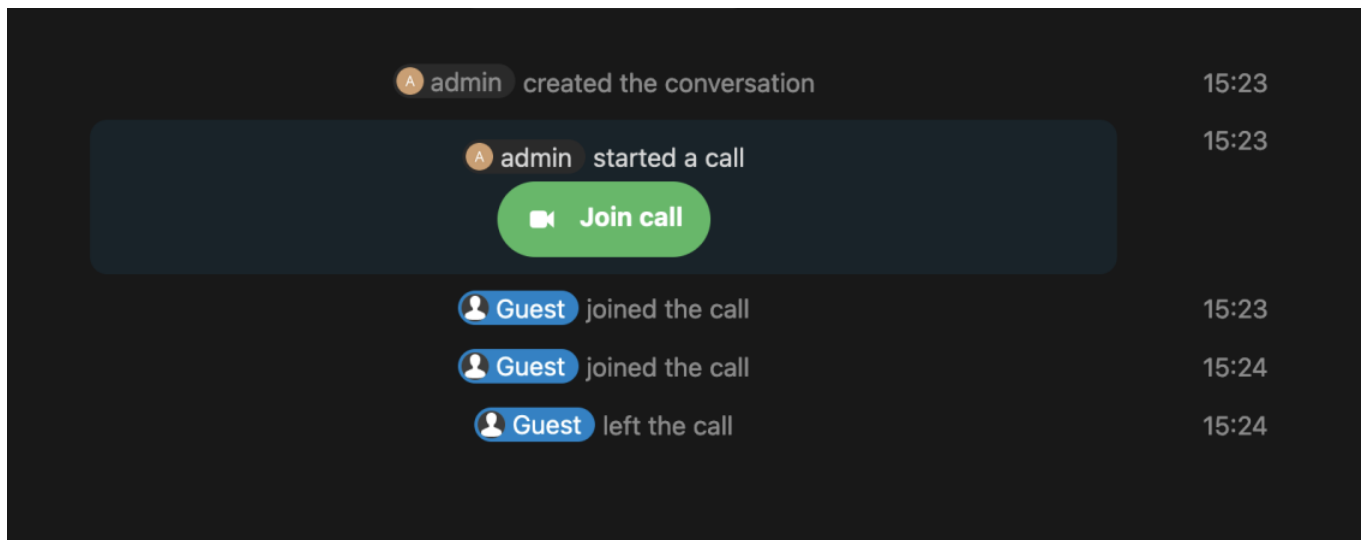 A admin created the conversation 15:23
A admin started a call 15:23
Join call
Guest joined the call 15:23
Guest joined the call 15:24
Guest left the call 15:24